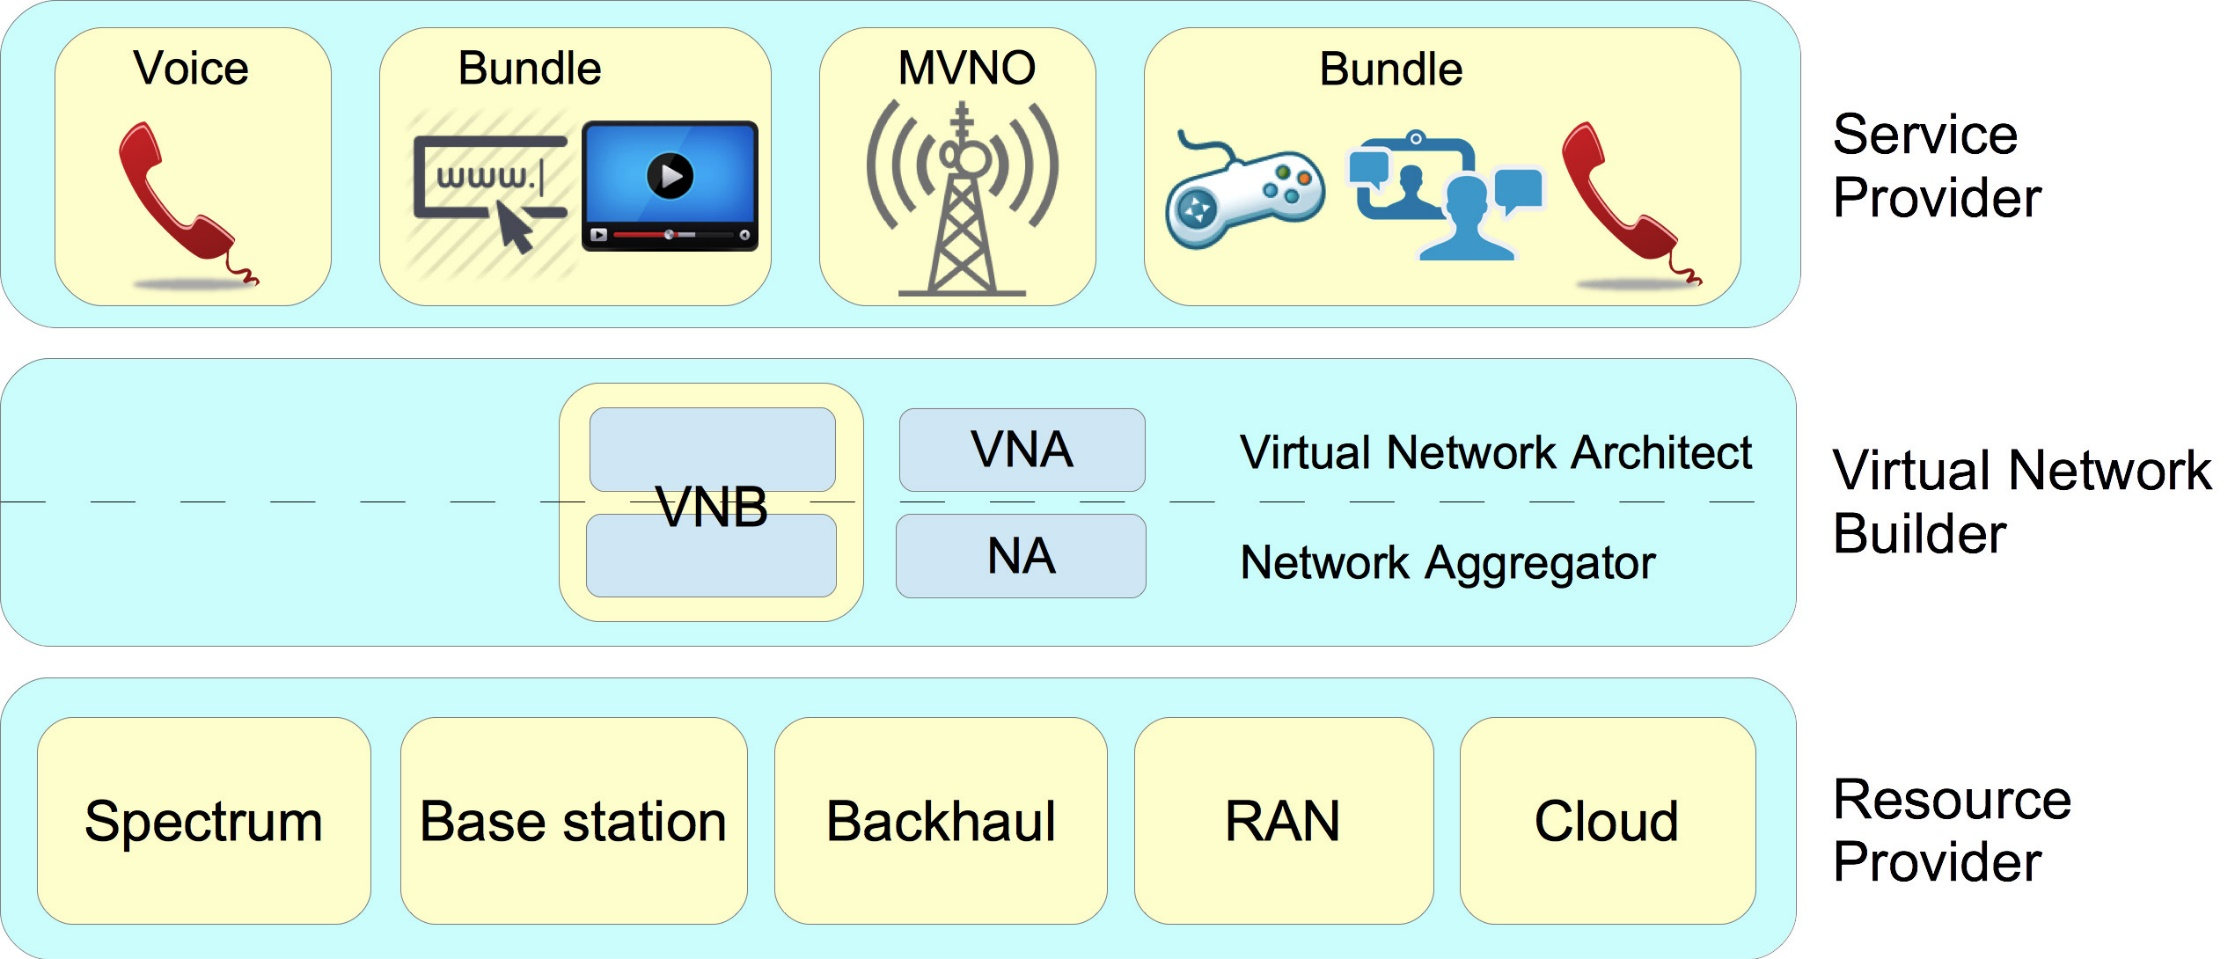 Voice
Bundle
MVNO
Bundle
www.
Service
Provider
VNB
VNA
Virtual Network Architect
NA
Network Aggregator
Virtual Network
Builder
Spectrum
Base station
Backhaul
RAN
Cloud
Resource
Provider